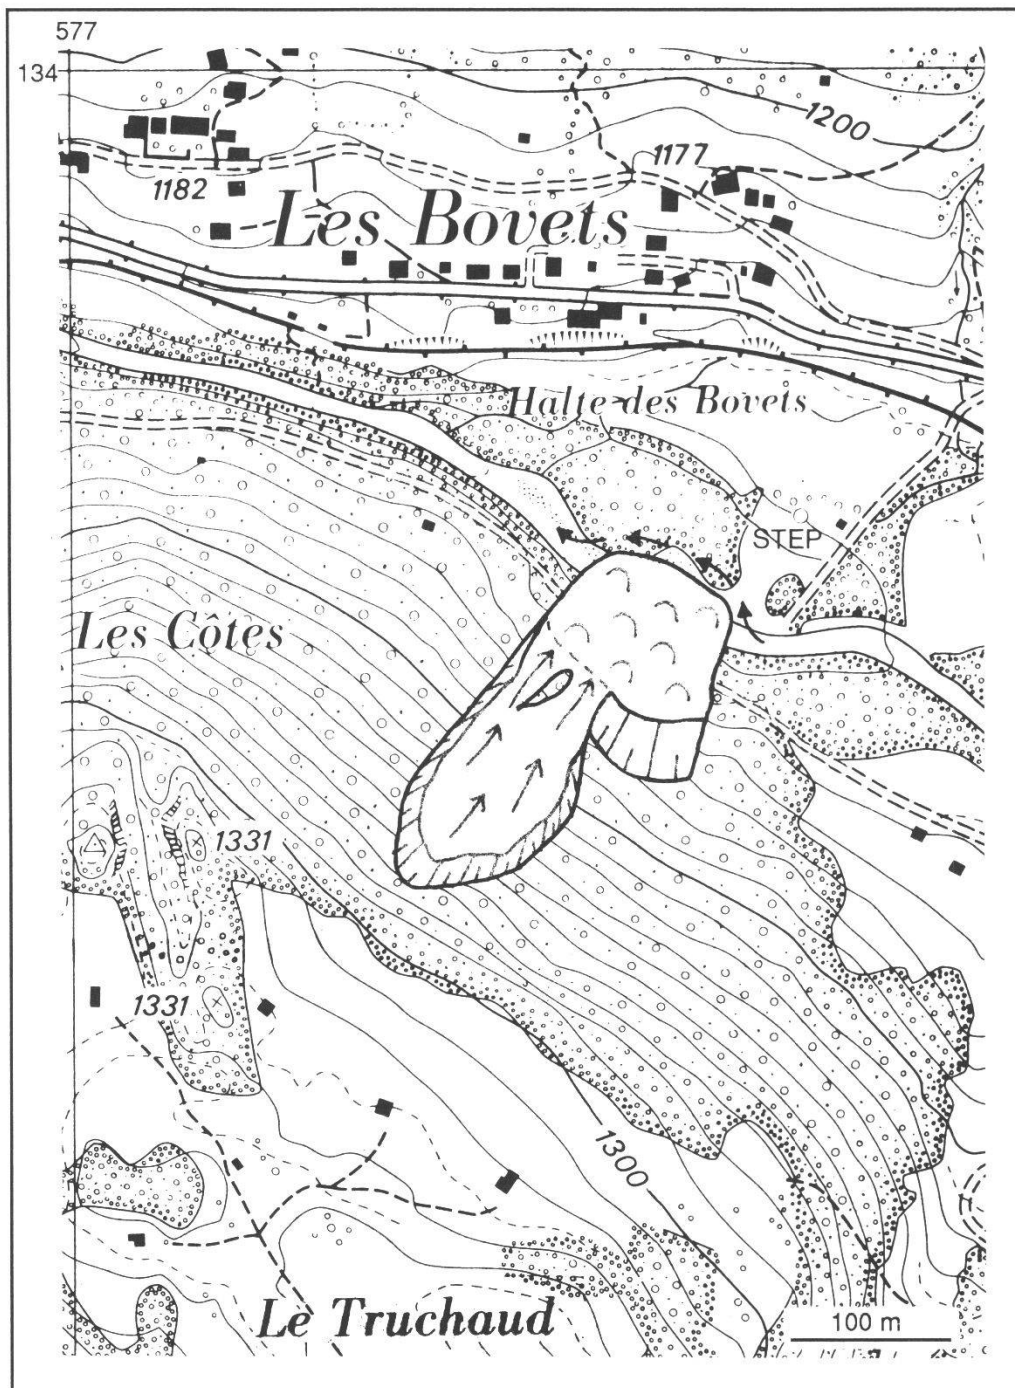 577
134
1200
1177
1182
Les Bovets
Halte des Bovets
STEP
Les Côtes
1331
1331
1300
Le Truchaud
100 m